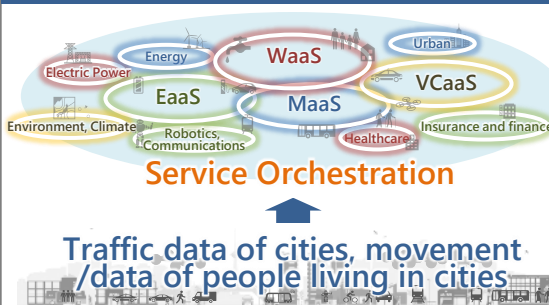 Energy
WaaS
Urban
Electric Power
EaaS
MaaS
VCaaS
Environment, Climate
Robotics,
Communications
Healthcare
Insurance and finance
Service Orchestration
Traffic data of cities, movement
/data of people living in cities